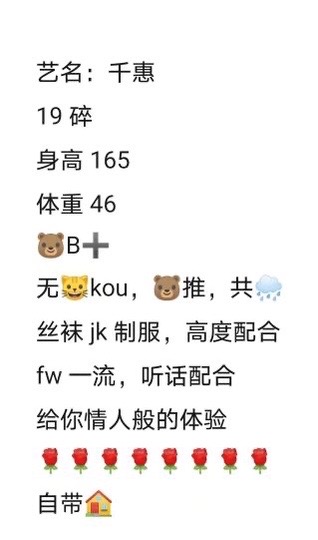 艺名：千惠
19 碎
身高 165
体重 46
🐻B➕
无😺kou，🐻推，共🌧️
丝袜 jk 制服，高度配合
fw 一流，听话配合
给你情人般的体验
🌹🌹🌹🌹🌹🌹🌹🌹
自带🏠